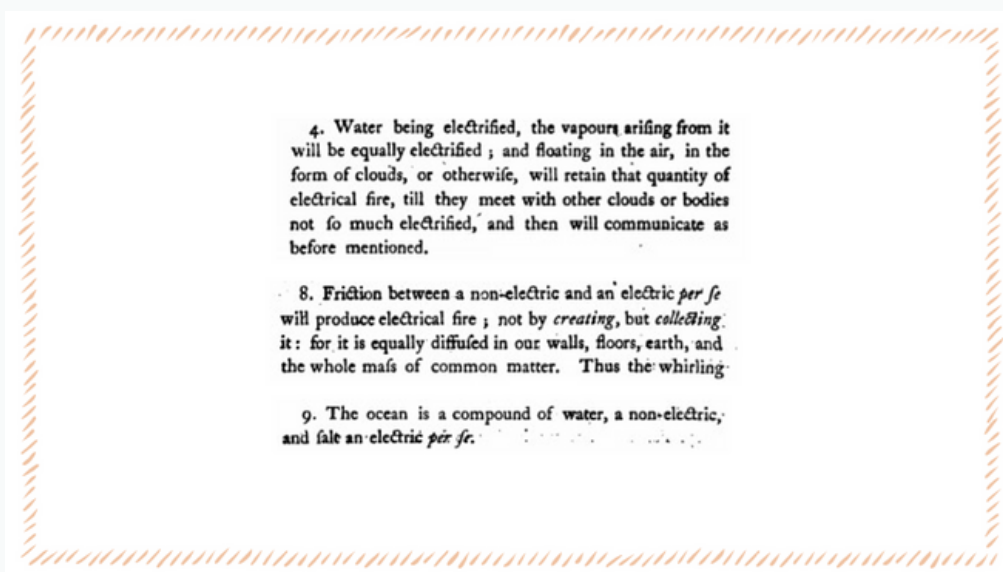 4. Water being electrified, the vapours arising from it
will be equally electrified ; and floating in the air, in the
form of clouds, or otherwiſe, will retain that quantity of
electrical fire, till they meet with other clouds or bodies
not ſo much electrified, and then will communicate as
before mentioned.
8. Friction between a non-electric and an electric per ſe
will produce electrical fire ; not by creating, but collecting
it : for it is equally diffuſed in our walls, floors, earth, and
the whole maſs of common matter. Thus the whirling
9. The ocean is a compound of water, a non-electric,
and ſalt an electric per ſe.